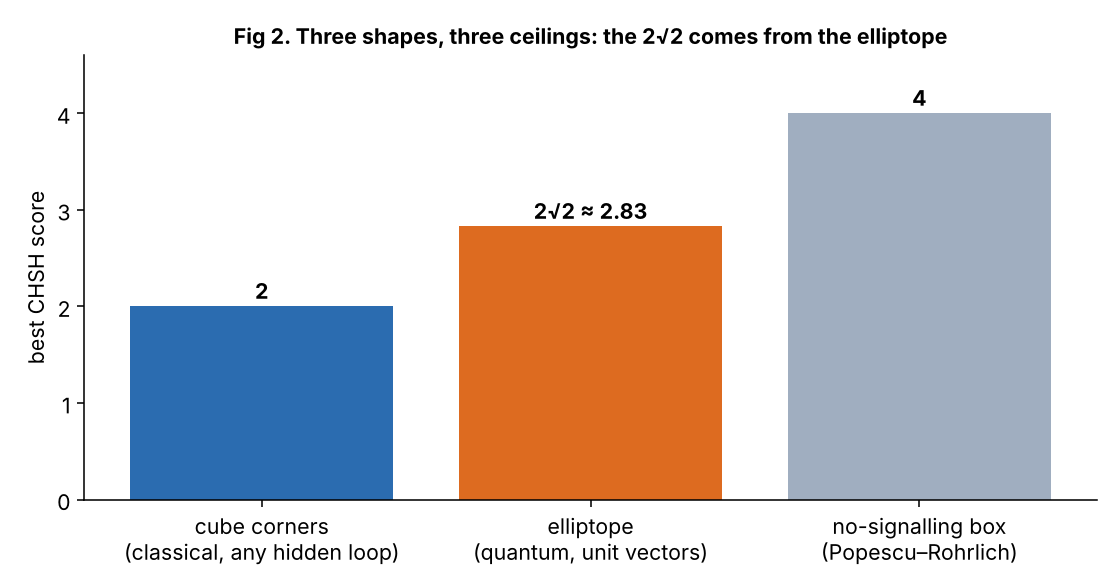 Fig 2. Three shapes, three ceilings: the 2√2 comes from the elliptope
best CHSH score
4
3
2
1
0
2
2√2 ≈ 2.83
4
cube corners
(classical, any hidden loop)
elliptope
(quantum, unit vectors)
no-signalling box
(Popescu–Rohrlich)